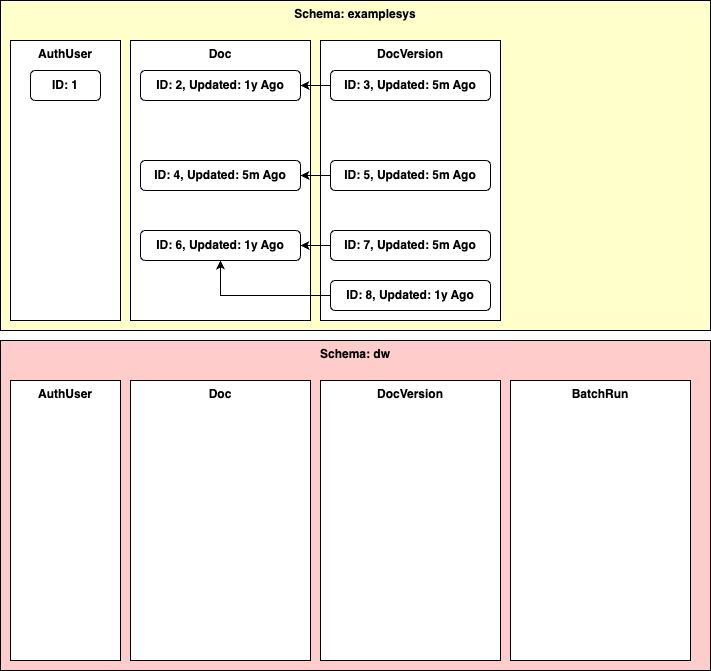 Schema: examplesys
AuthUser
Doc
DocVersion
ID: 1
ID: 2, Updated: 1y Ago
ID: 3, Updated: 5m Ago
ID: 4, Updated: 5m Ago
ID: 5, Updated: 5m Ago
ID: 6, Updated: 1y Ago
ID: 7, Updated: 5m Ago
ID: 8, Updated: 1y Ago
Schema: dw
AuthUser
Doc
DocVersion
BatchRun